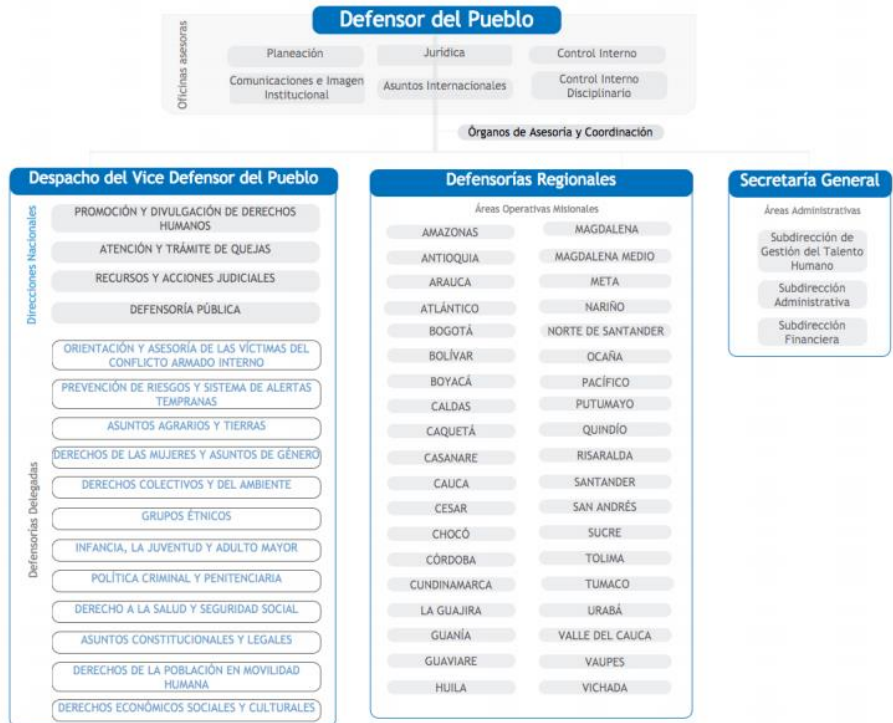 Defensor del Pueblo
Oficinas asesoras
Planeación
Jurídica
Control Interno
Comunicaciones e Imagen
Institucional
Asuntos Internacionales
Control Interno
Disciplinario
Órganos de Asesoría y Coordinación
Despacho del Vice Defensor del Pueblo
Direcciones Nacionales
PROMOCIÓN Y DIVULGACIÓN DE DERECHOS
HUMANOS
ATENCIÓN Y TRÁMITE DE QUEJAS
RECURSOS Y ACCIONES JUDICIALES
DEFENSORÍA PÚBLICA
Defensorías Delegadas
ORIENTACIÓN Y ASESORÍA DE LAS VÍCTIMAS DEL
CONFLICTO ARMADO INTERNO
PREVENCIÓN DE RIESGOS Y SISTEMA DE ALERTAS
TEMPRANAS
ASUNTOS AGRARIOS Y TIERRAS
DERECHOS DE LAS MUJERES Y ASUNTOS DE GÉNERO
DERECHOS COLECTIVOS Y DEL AMBIENTE
GRUPOS ÉTNICOS
INFANCIA, LA JUVENTUD Y ADULTO MAYOR
POLÍTICA CRIMINAL Y PENITENCIARIA
DERECHO A LA SALUD Y SEGURIDAD SOCIAL
ASUNTOS CONSTITUCIONALES Y LEGALES
DERECHOS DE LA POBLACIÓN EN MOVILIDAD
HUMANA
DERECHOS ECONÓMICOS SOCIALES Y CULTURALES
Defensorías Regionales
Áreas Operativas Misionales
AMAZONAS
ANTIOQUIA
ARAUCA
ATLÁNTICO
BOGOTÁ
BOLÍVAR
BOYACÁ
CALDAS
CAQUETÁ
CASANARE
CAUCA
CESAR
CHOCÓ
CÓRDOBA
CUNDINAMARCA
LA GUAJIRA
GUANÍA
GUAVIARE
HUILA
MAGDALENA
MAGDALENA MEDIO
META
NARIÑO
NORTE DE SANTANDER
OCAÑA
PACÍFICO
PUTUMAYO
QUINDÍO
RISARALDA
SANTANDER
SAN ANDRÉS
SUCRE
TOLIMA
TUMACO
URABÁ
VALLE DEL CAUCA
VAUPES
VICHADA
Secretaría General
Áreas Administrativas
Subdirección de
Gestión del Talento
Humano
Subdirección
Administrativa
Subdirección
Financiera